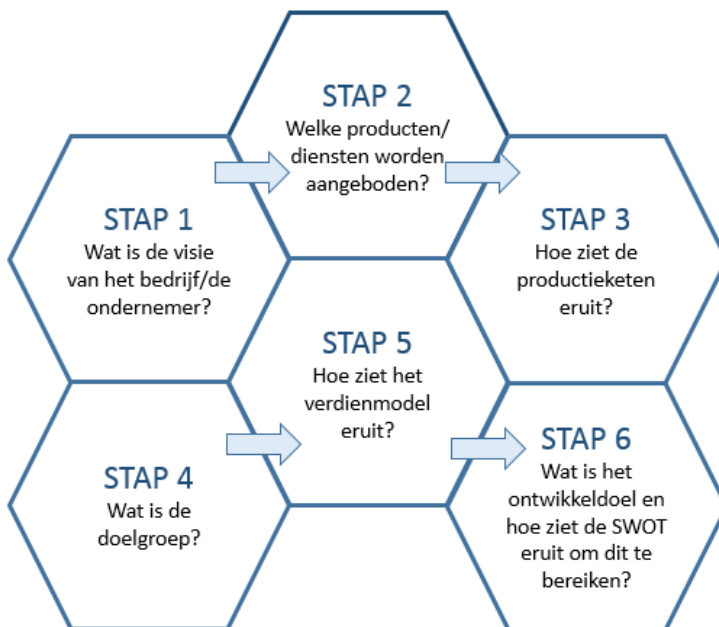 STAP 1
Wat is de visie
van het bedrijf/de
ondernemer?
STAP 2
Welke producten/
diensten worden
aangeboden?
STAP 3
Hoe ziet de
productieketen
eruit?
STAP 4
Wat is de
doelgroep?
STAP 5
Hoe ziet het
verdienmodel
eruit?
STAP 6
Wat is het
ontwikkeldoel en
hoe ziet de SWOT
eruit om dit te
bereiken?